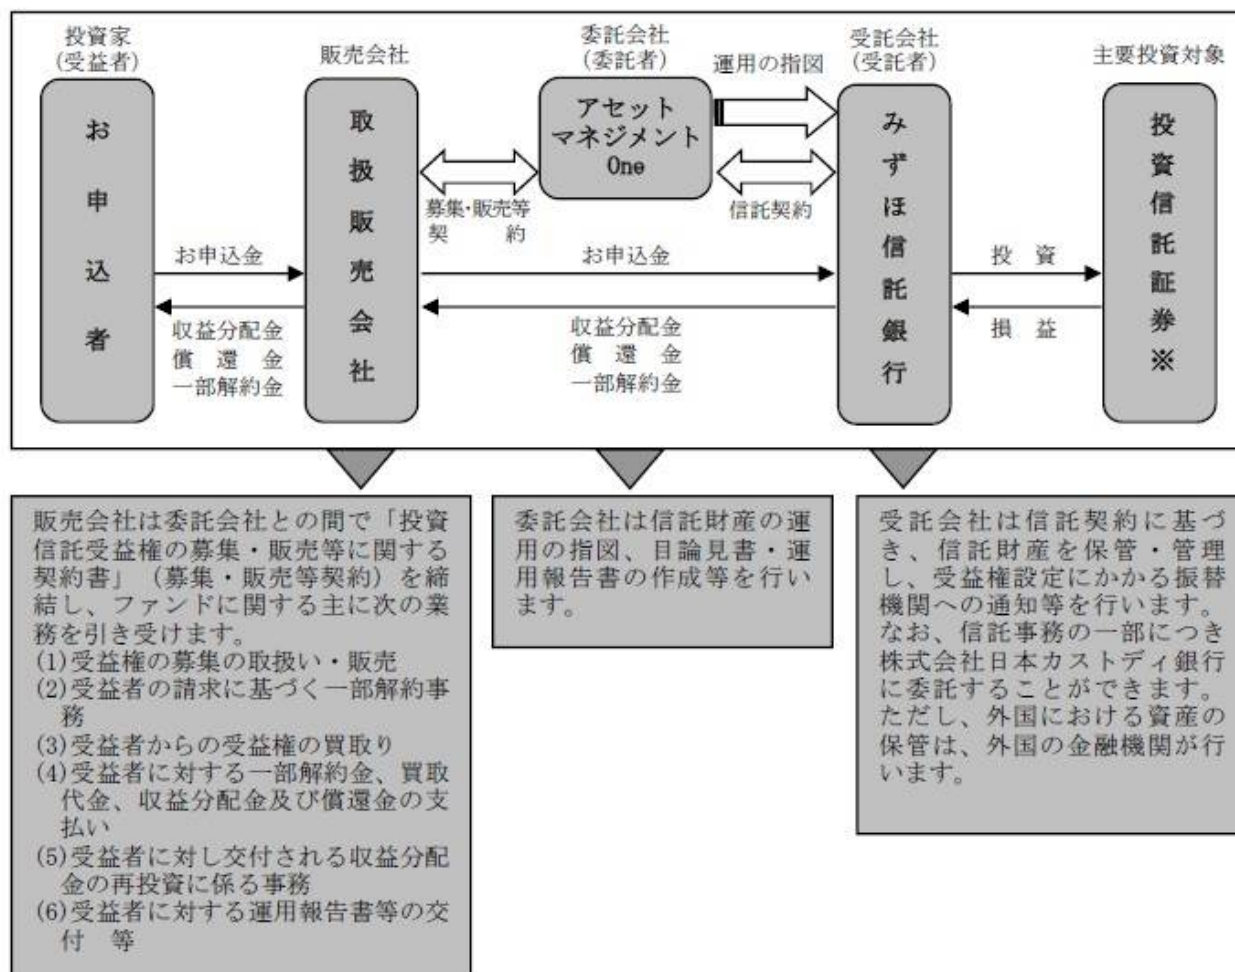 投資家
（受益者）
販売会社
委託会社
（委託者）
運用の指図
受託会社
（受託者）
主要投資対象
お申込者
取扱販売会社
アセット
マネジメント
One
みずほ信託銀行
投資信託証券※
募集・販売等
契　約
信託契約
お申込金
お申込金
投　資
収益分配金
償　還　金
一部解約金
収益分配金
償　還　金
一部解約金
損　益
販売会社は委託会社との間で「投資
信託受益権の募集・販売等に関する
契約書」（募集・販売等契約）を締
結し、ファンドに関する主に次の業
務を引き受けます。
(1)受益権の募集の取扱い・販売
(2)受益者の請求に基づく一部解約事
務
(3)受益者からの受益権の買取り
(4)受益者に対する一部解約金、買取
代金、収益分配金及び償還金の支
払い
(5)受益者に対し交付される収益分配
金の再投資に係る事務
(6)受益者に対する運用報告書等の交
付　等
委託会社は信託財産の運
用の指図、目論見書・運
用報告書の作成等を行い
ます。
受託会社は信託契約に基づ
き、信託財産を保管・管理
し、受益権設定にかかる振替
機関への通知等を行います。
なお、信託事務の一部につき
株式会社日本カストディ銀行
に委託することができます。
ただし、外国における資産の
保管は、外国の金融機関が行
います。